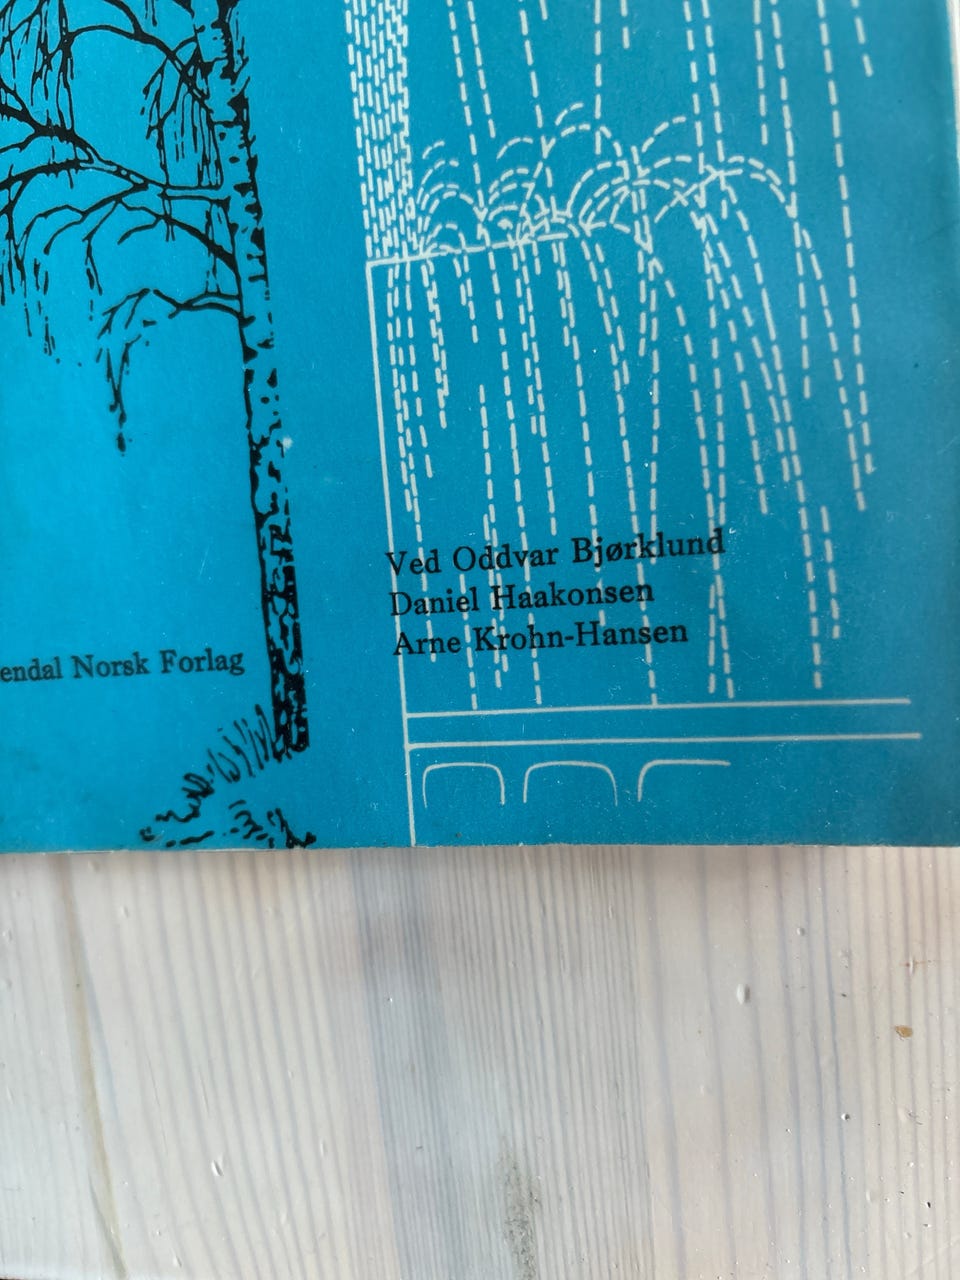 Ved Oddvar Bjørklund
Daniel Haakonsen
Arne Krohn-Hansen
endal Norsk Forlag